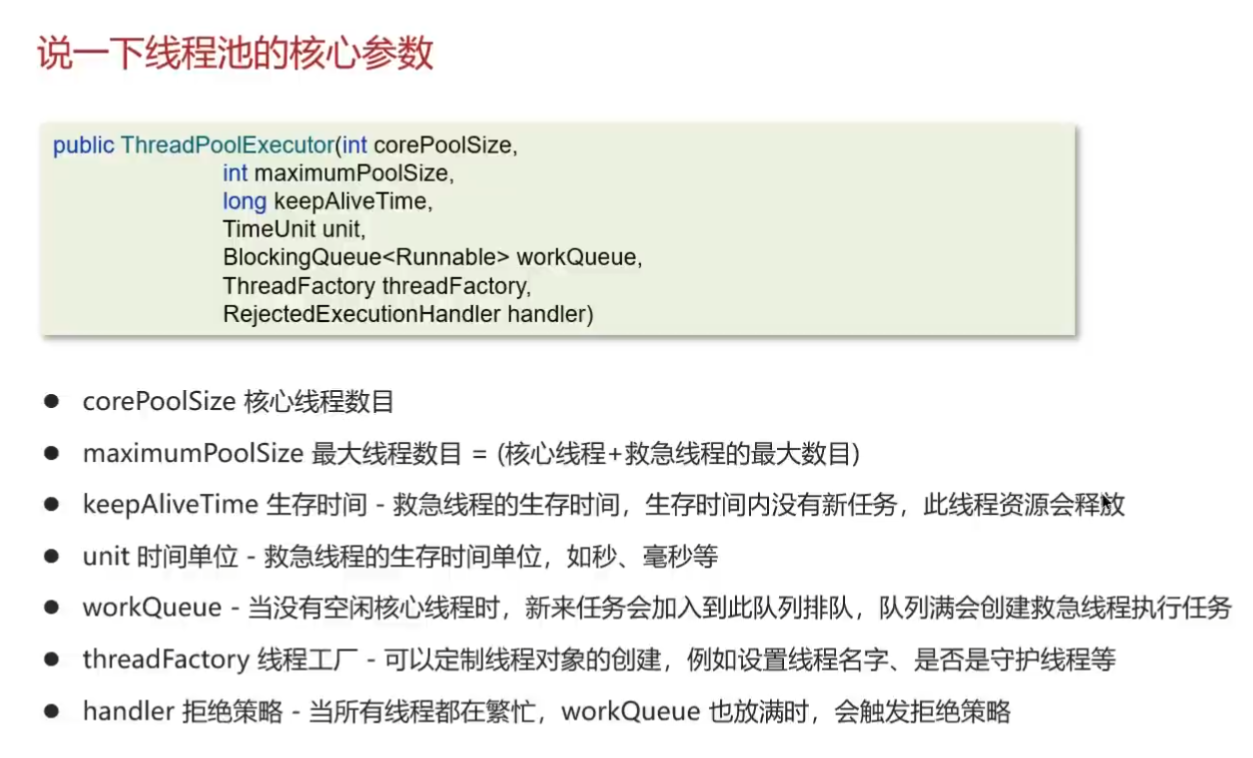 说一下线程池的核心参数
public ThreadPoolExecutor(int corePoolSize,
int maximumPoolSize,
long keepAliveTime,
TimeUnit unit,
BlockingQueue<Runnable> workQueue,
ThreadFactory threadFactory,
RejectedExecutionHandler handler)
● corePoolSize 核心线程数目
● maximumPoolSize 最大线程数目 = (核心线程+救急线程的最大数目)
● keepAliveTime 生存时间 - 救急线程的生存时间，生存时间内没有新任务，此线程资源会释放
● unit 时间单位 - 救急线程的生存时间单位，如秒、毫秒等
● workQueue - 当没有空闲核心线程时，新来任务会加入到此队列排队，队列满会创建救急线程执行任务
● threadFactory 线程工厂 - 可以定制线程对象的创建，例如设置线程名字、是否是守护线程等
● handler 拒绝策略 - 当所有线程都在繁忙，workQueue 也放满时，会触发拒绝策略